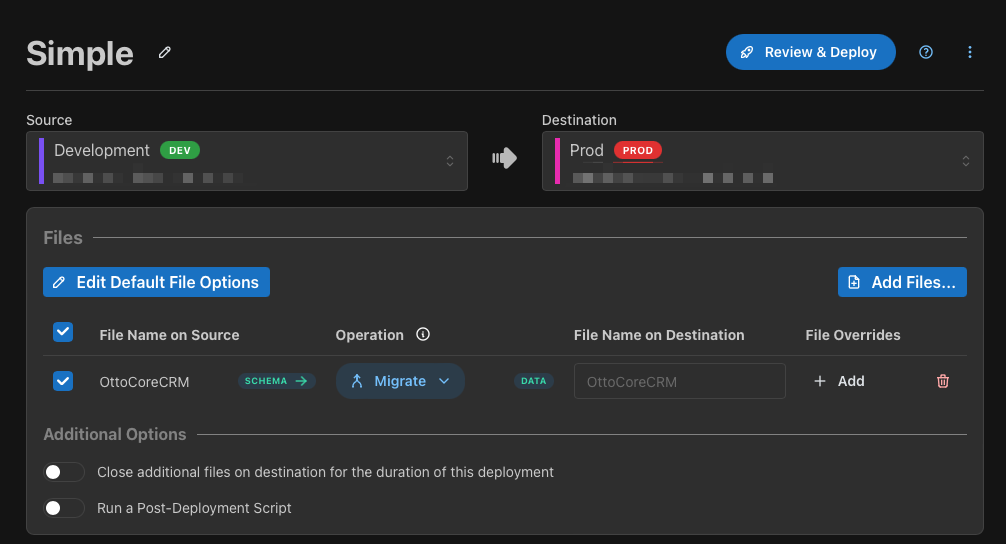 Simple
Review & Deploy
Source
Destination
Development DEV
Prod PROD
Files
Edit Default File Options
Add Files...
File Name on Source
Operation
File Name on Destination
File Overrides
OttoCoreCRM
SCHEMA
Migrate
DATA
OttoCoreCRM
Add
Additional Options
Close additional files on destination for the duration of this deployment
Run a Post-Deployment Script